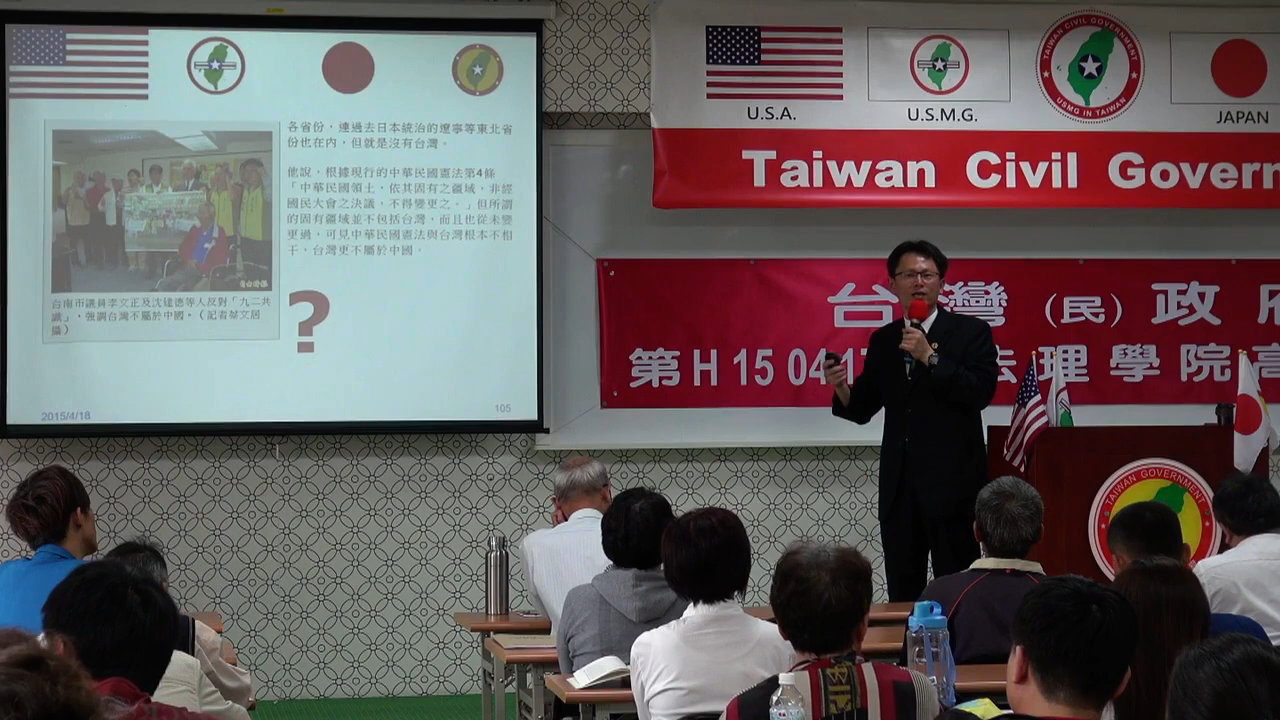 各省份，連過去日本統治的遼寧等東北省
份也在內，但就是沒有台灣。
他說，根據現行的中華民國憲法第4條
「中華民國領土，依其固有之疆域，非經
國民大會之決議，不得變更之。」但所謂
的固有疆域並不包括台灣，而且也從未變
更過，可見中華民國憲法與台灣根本不相
干，台灣更不屬於中國。
自由時報
台南市議員李文正及沈建德等人反對「九二共
識」，強調台灣不屬於中國。（記者蔡文居
攝）
?
2015/4/18
105
U.S.A.
U.S.M.G.
TAIWAN CIVIL GOVERNMENT
USMG IN TAIWAN
JAPAN
Taiwan Civil Govern
台灣（民）政府
第H 15 0417 法理學院高
TAIWAN GOVERNMENT